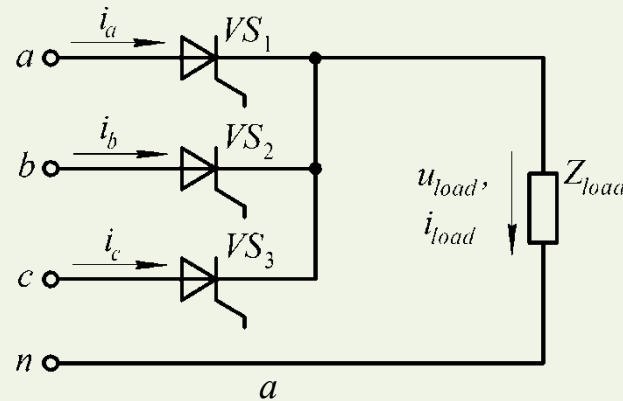 i_a
VS_1
a
i_b
VS_2
b
u_load,
Z_load
i_load
i_c
VS_3
c
n
a